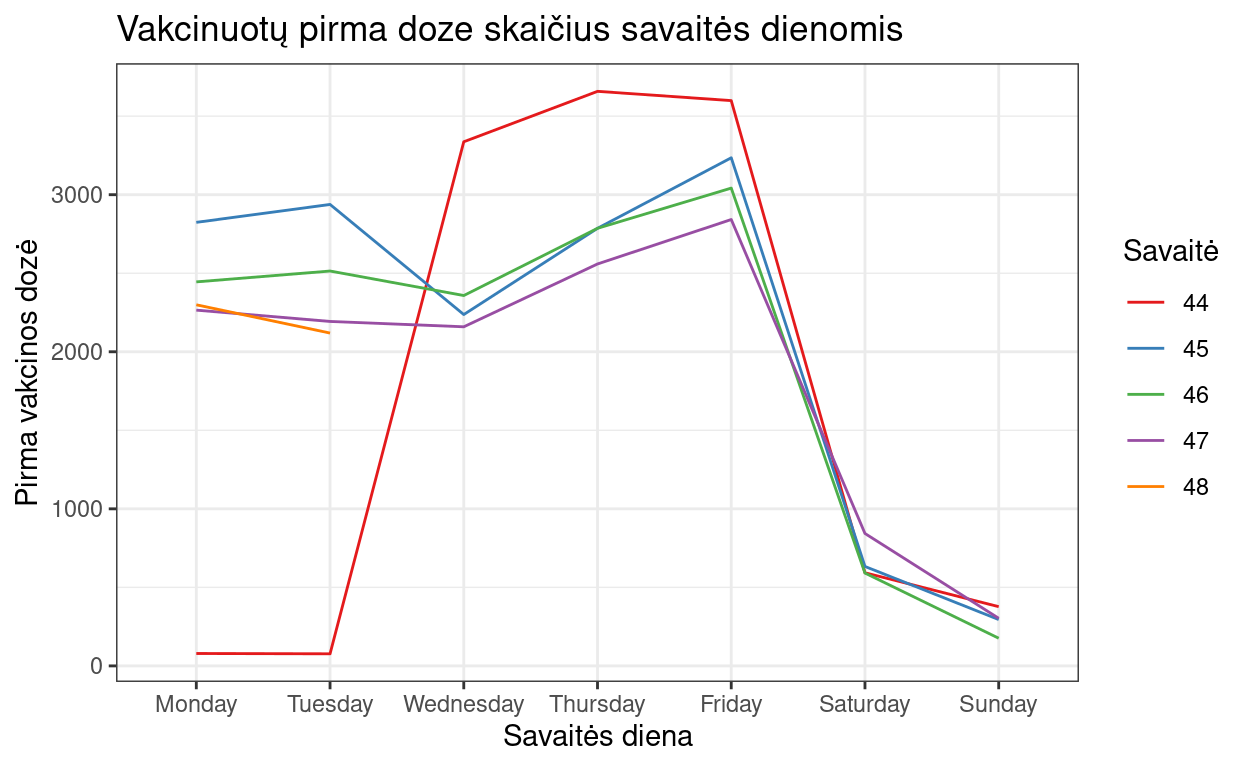 Vakcinuotų pirma doze skaičius savaitės dienomis
Pirma vakcinos dozė
3000
2000
1000
0
Monday Tuesday Wednesday Thursday Friday Saturday Sunday
Savaitės diena
Savaitė
44
45
46
47
48